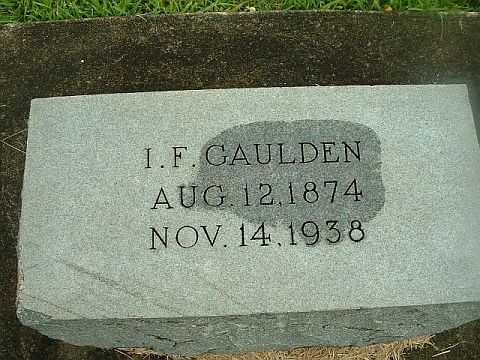 I.F. GAULDEN
AUG. 12, 1874
NOV. 14, 1938